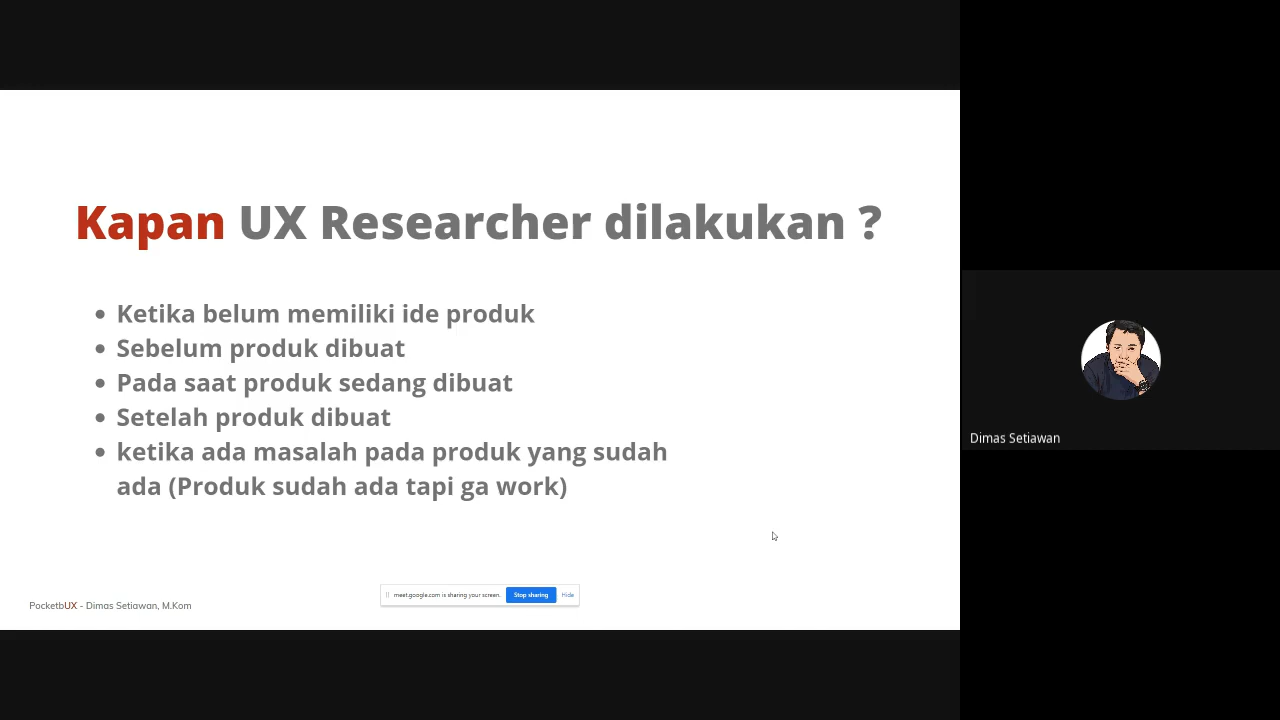 Kapan UX Researcher dilakukan ?
Ketika belum memiliki ide produk
Sebelum produk dibuat
Pada saat produk sedang dibuat
Setelah produk dibuat
ketika ada masalah pada produk yang sudah
ada (Produk sudah ada tapi ga work)
Dimas Setiawan
meet.google.com is sharing your screen. Stop sharing Hide
PocketbUX - Dimas Setiawan, M.Kom